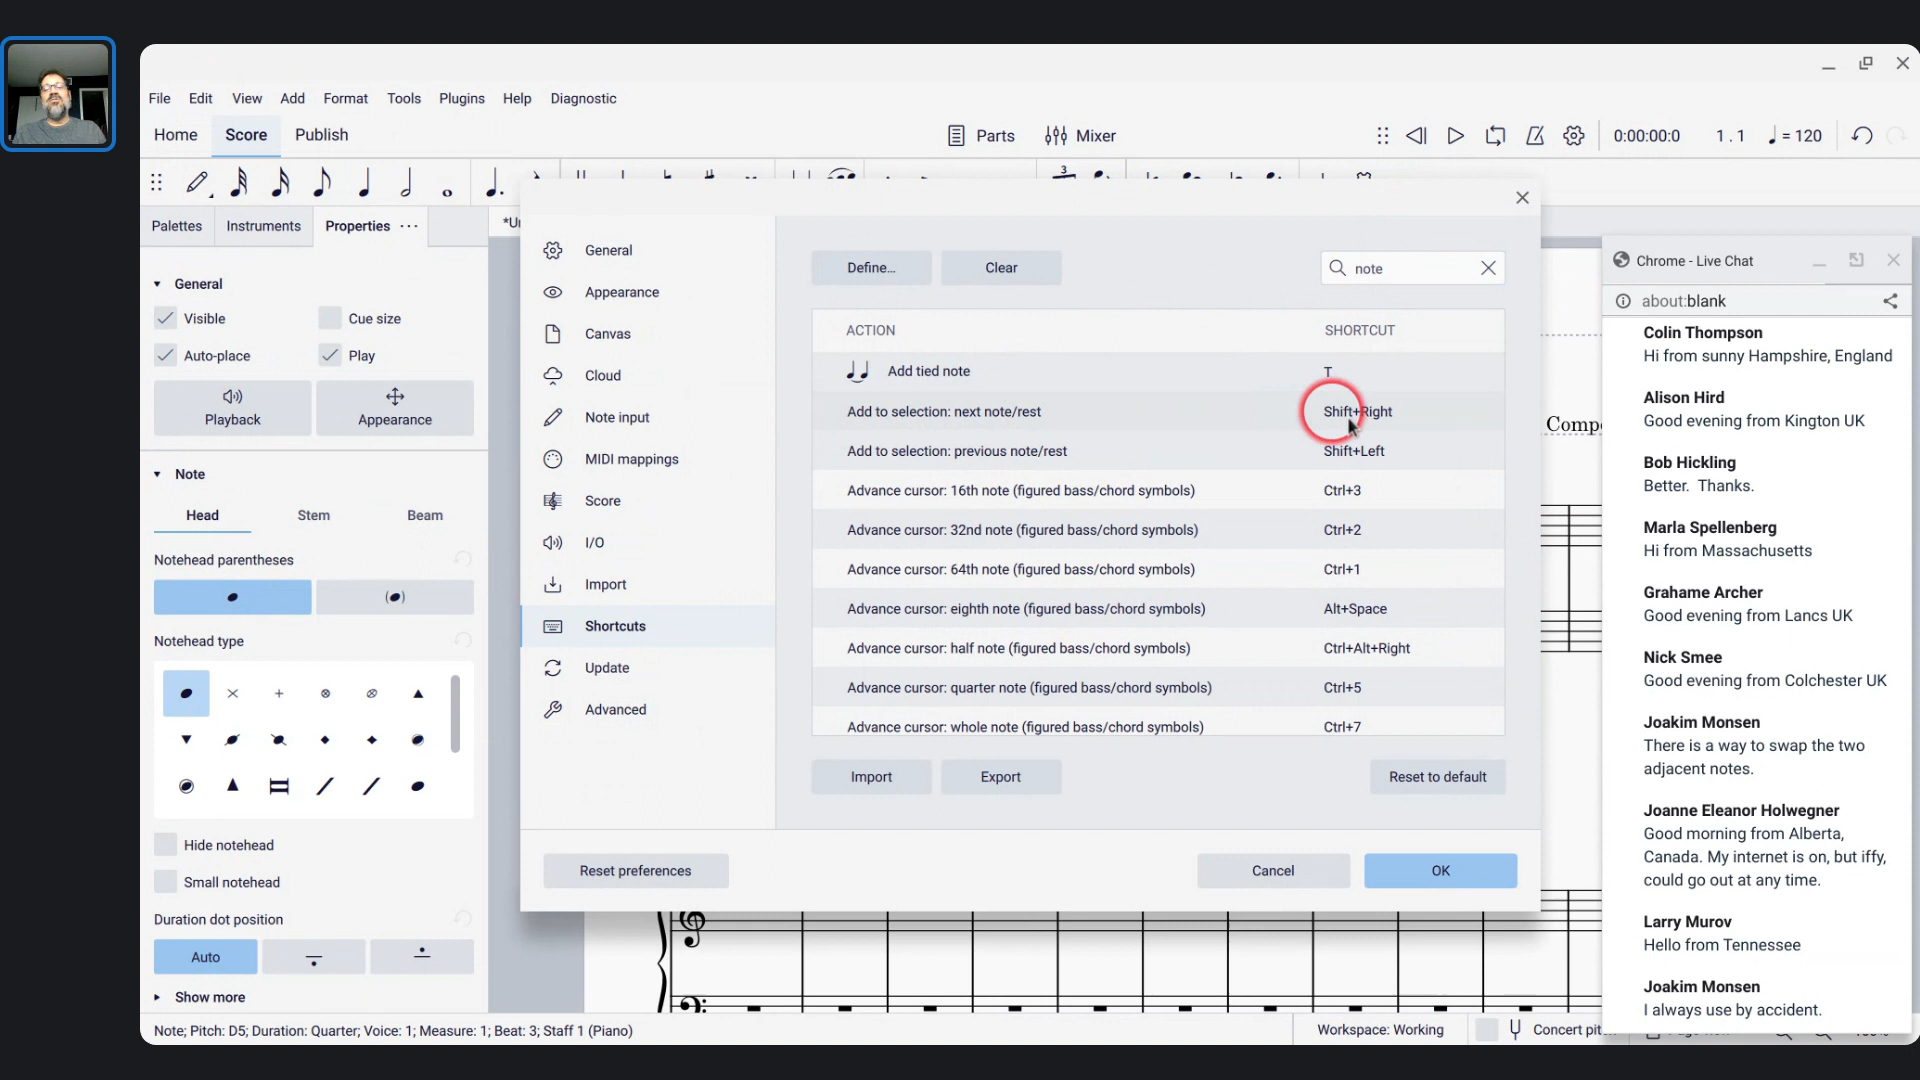 File Edit View Add Format Tools Plugins Help Diagnostic
Home Score Publish
Parts Mixer
0:00:00:0 1 . 1 = 120
3
Palettes Instruments Properties ···
General
Visible Cue size
Auto-place Play
Playback Appearance
Note
Head Stem Beam
Notehead parentheses
Notehead type
Hide notehead
Small notehead
Duration dot position
Auto
Show more
Note; Pitch: D5; Duration: Quarter; Voice: 1; Measure: 1; Beat: 3; Staff 1 (Piano)
Workspace: Working
General
Appearance
Canvas
Cloud
Note input
MIDI mappings
Score
I/O
Import
Shortcuts
Update
Advanced
Define... Clear note
ACTION SHORTCUT
Add tied note T
Add to selection: next note/rest Shift+Right
Add to selection: previous note/rest Shift+Left
Advance cursor: 16th note (figured bass/chord symbols) Ctrl+3
Advance cursor: 32nd note (figured bass/chord symbols) Ctrl+2
Advance cursor: 64th note (figured bass/chord symbols) Ctrl+1
Advance cursor: eighth note (figured bass/chord symbols) Alt+Space
Advance cursor: half note (figured bass/chord symbols) Ctrl+Alt+Right
Advance cursor: quarter note (figured bass/chord symbols) Ctrl+5
Advance cursor: whole note (figured bass/chord symbols) Ctrl+7
Import Export Reset to default
Reset preferences Cancel OK
Chrome - Live Chat
about:blank
Colin Thompson
Hi from sunny Hampshire, England
Alison Hird
Good evening from Kington UK
Bob Hickling
Better. Thanks.
Marla Spellenberg
Hi from Massachusetts
Grahame Archer
Good evening from Lancs UK
Nick Smee
Good evening from Colchester UK
Joakim Monsen
There is a way to swap the two
adjacent notes.
Joanne Eleanor Holwegner
Good morning from Alberta,
Canada. My internet is on, but iffy,
could go out at any time.
Larry Murov
Hello from Tennessee
Joakim Monsen
I always use by accident.